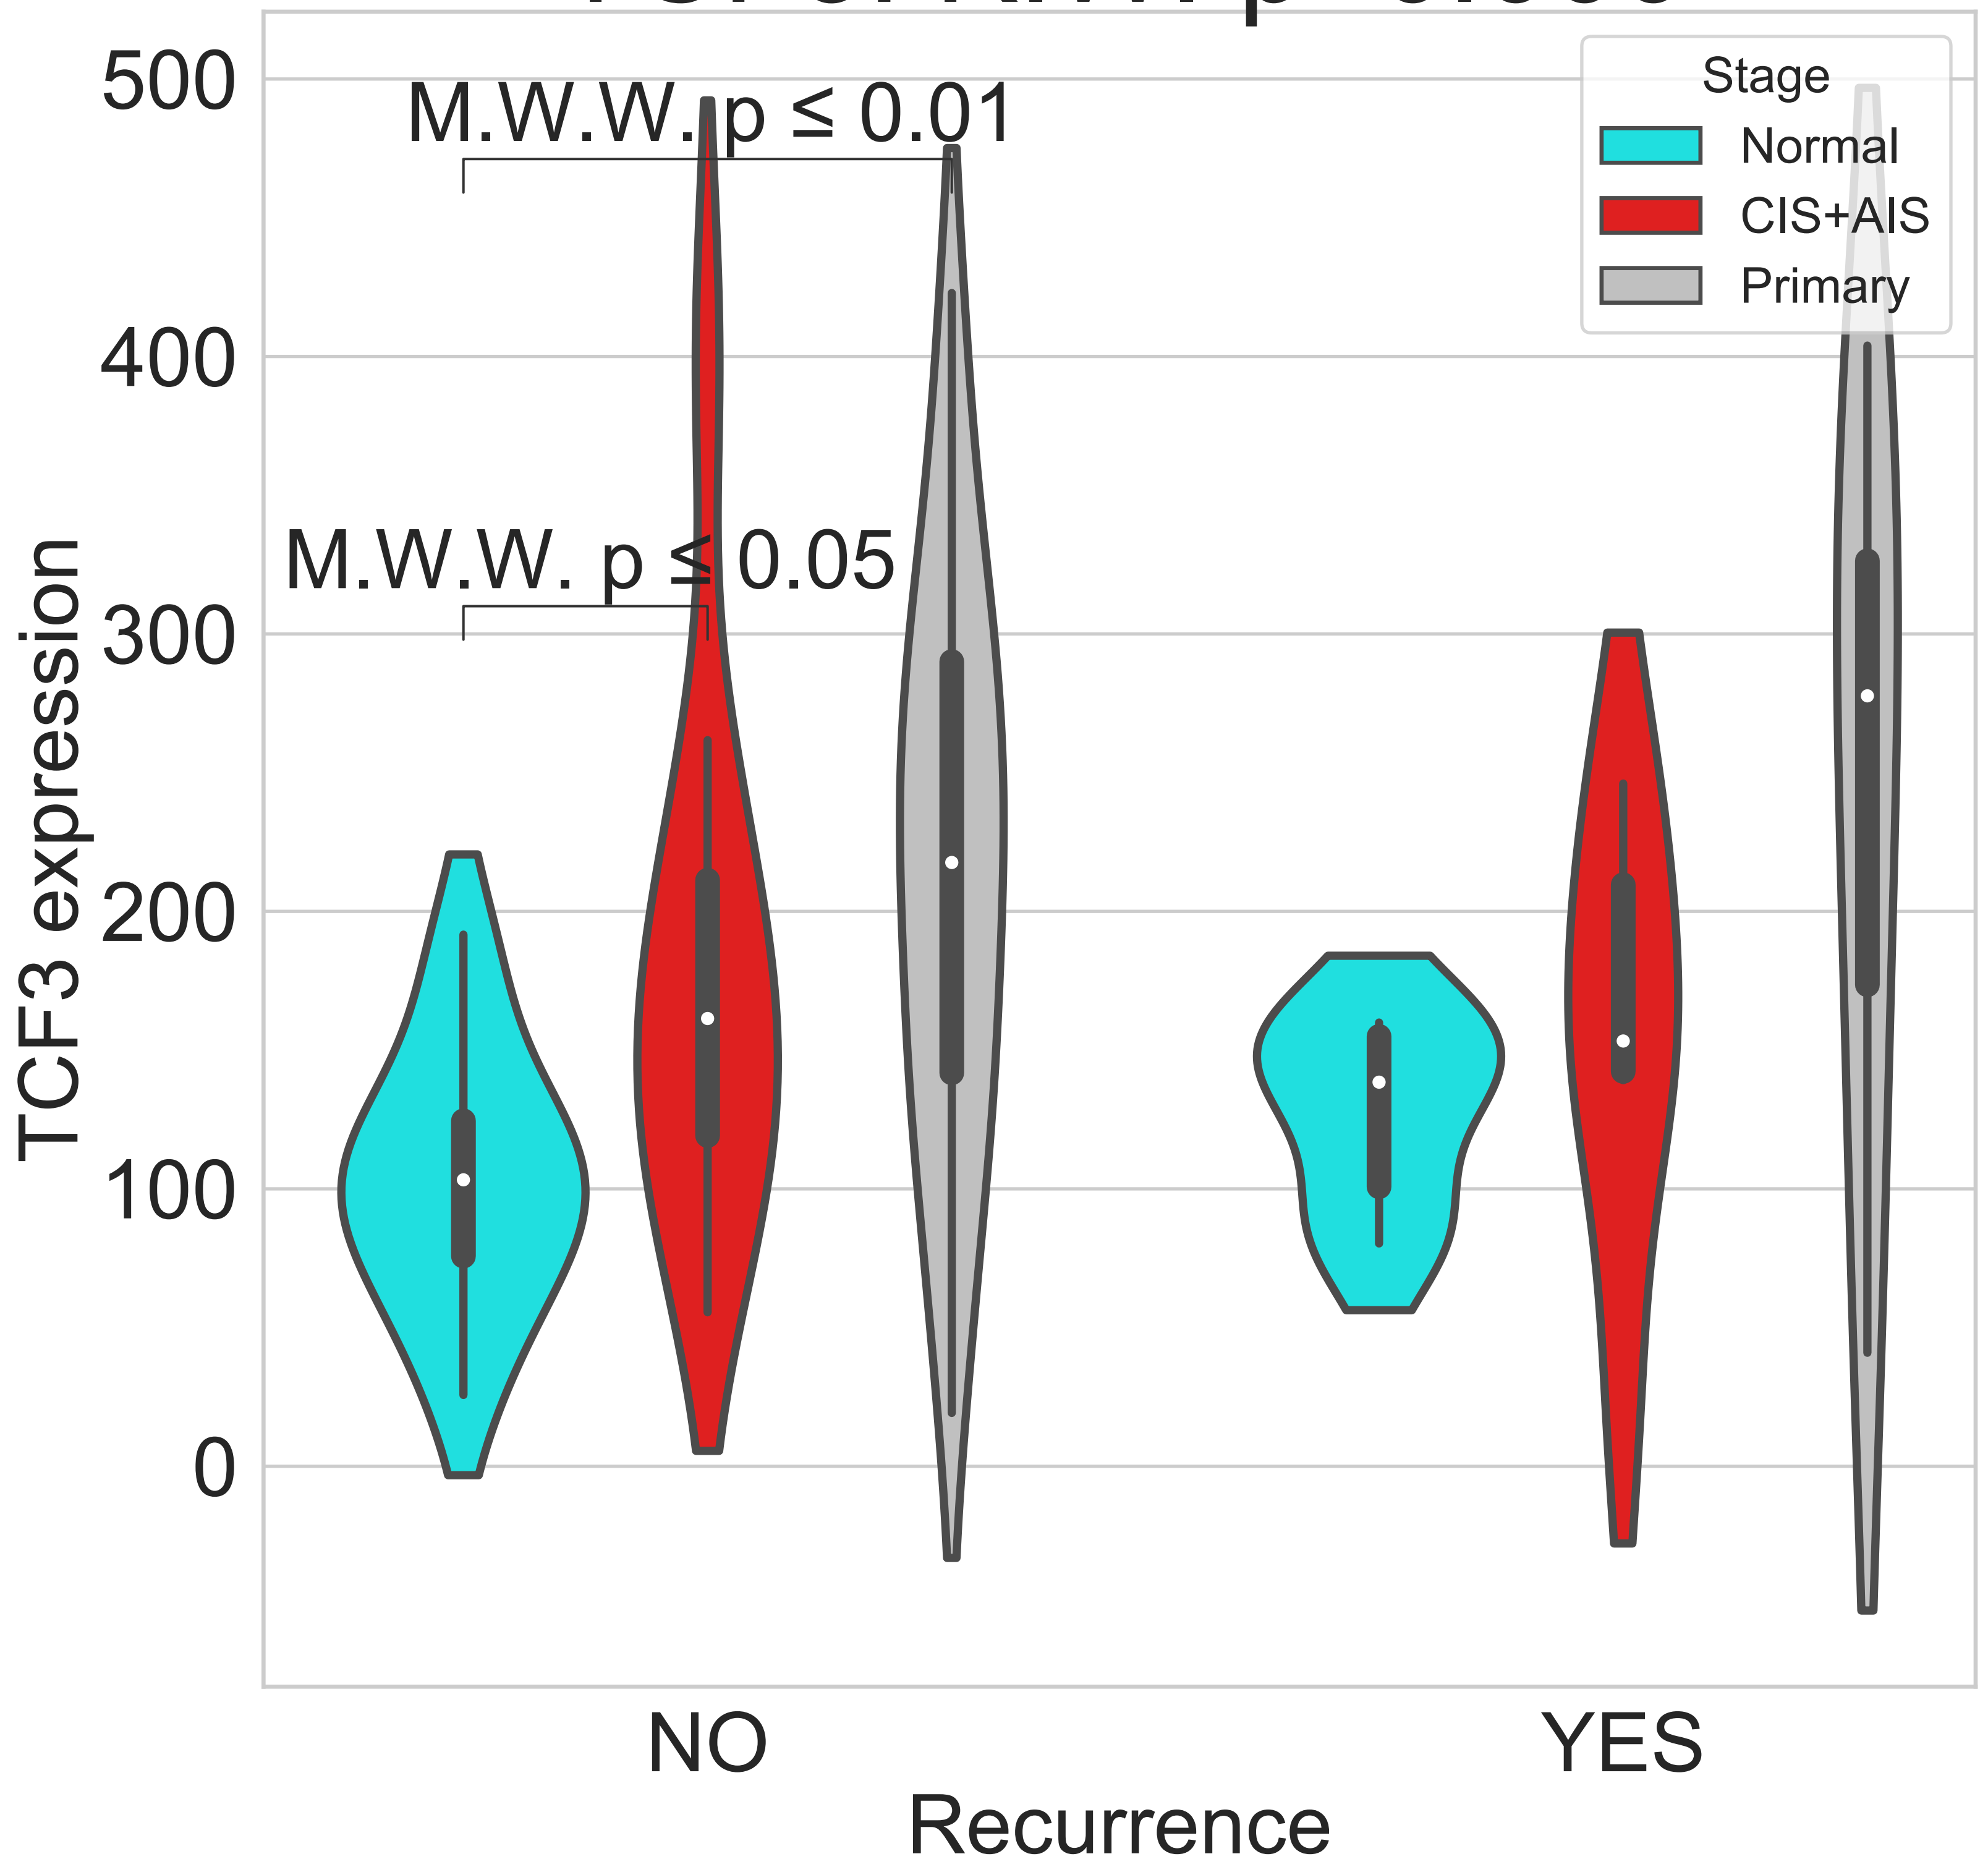 500
M.W.W. p ≤ 0.01
Stage
Normal
CIS+AIS
Primary
400
M.W.W. p ≤ 0.05
300
TCF3 expression
200
100
0
NO
YES
Recurrence